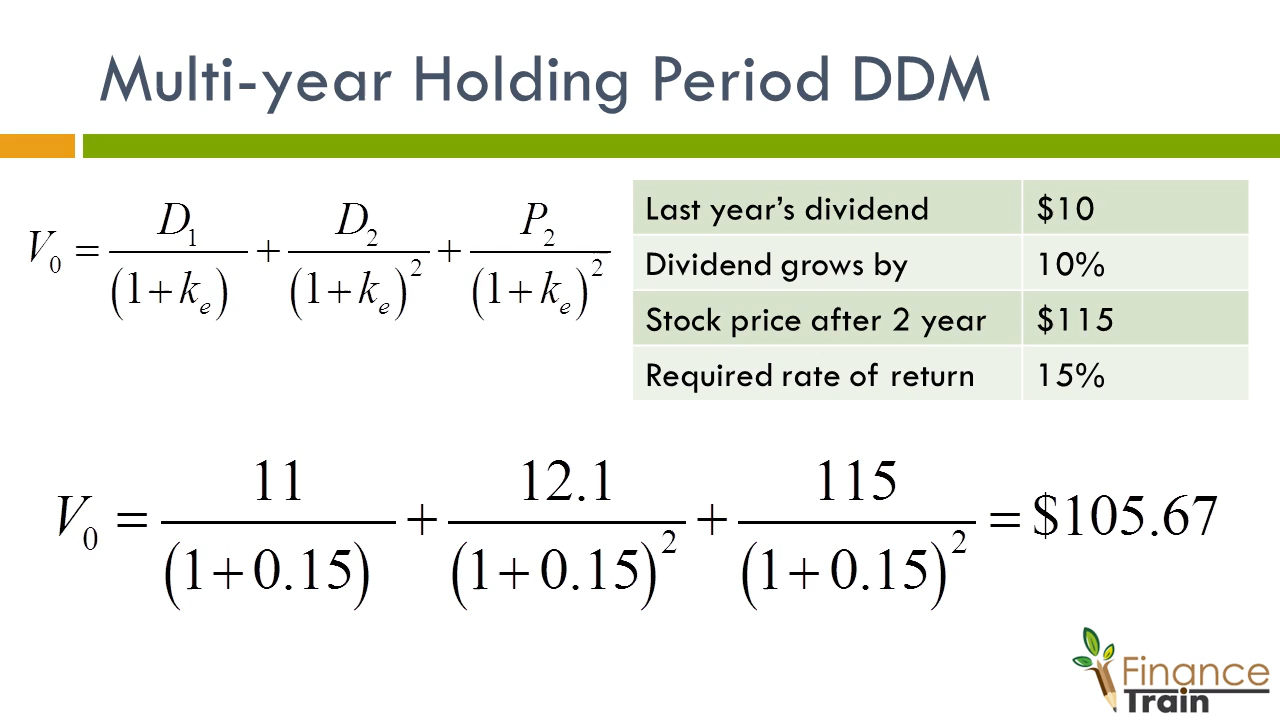 Multi-year Holding Period DDM
V₀ = D₁/(1+kₑ) + D₂/(1+kₑ)² + P₂/(1+kₑ)²
Last year’s dividend $10
Dividend grows by 10%
Stock price after 2 year $115
Required rate of return 15%
V₀ = 11/(1+0.15) + 12.1/(1+0.15)² + 115/(1+0.15)² = $105.67
Finance
Train